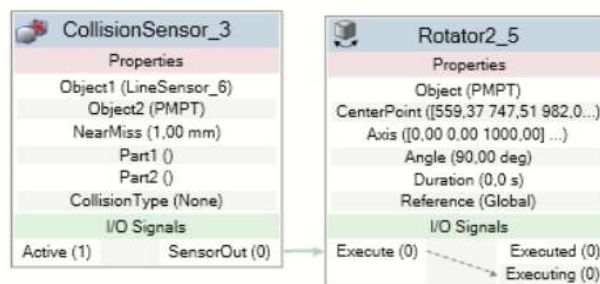 CollisionSensor_3
Properties
Object1 (LineSensor_6)
Object2 (PMPT)
NearMiss (1,00 mm)
Part1 ()
Part2 ()
CollisionType (None)
I/O Signals
Active (1) SensorOut (0)
Rotator2_5
Properties
Object (PMPT)
CenterPoint ([559,37 747,51 982,0...)
Axis ([0,00 0,00 1000,00] ...)
Angle (90,00 deg)
Duration (0,0 s)
Reference (Global)
I/O Signals
Execute (0) Executed (0)
Executing (0)